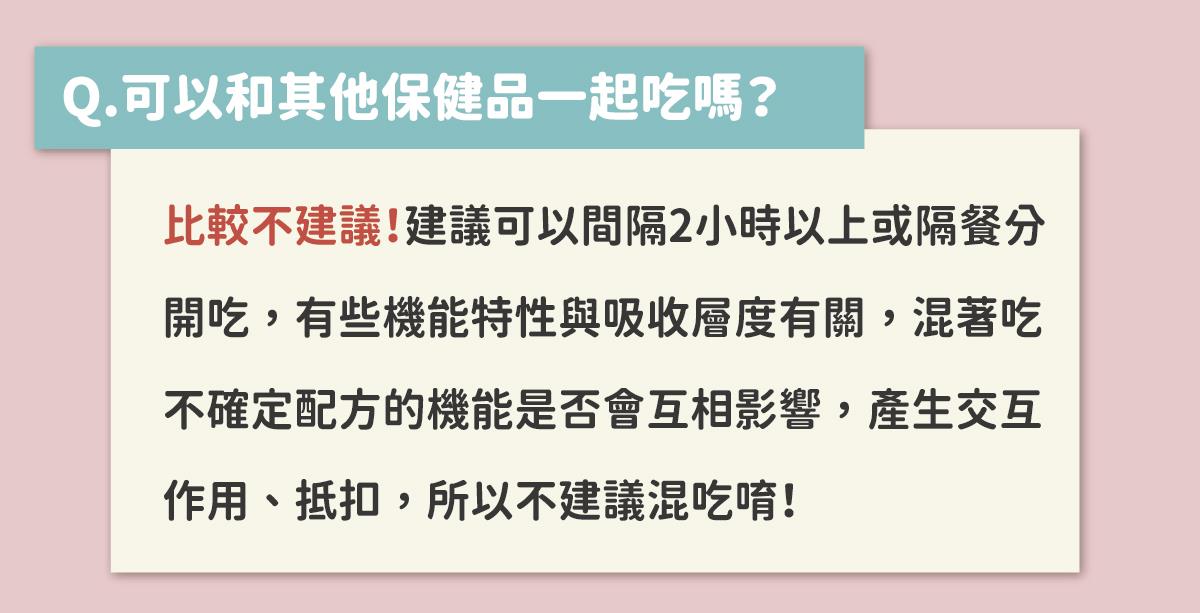 Q.可以和其他保健品一起吃嗎？
比較不建議！建議可以間隔2小時以上或隔餐分
開吃，有些機能特性與吸收層度有關，混著吃
不確定配方的機能是否會互相影響，產生交互
作用、抵扣，所以不建議混吃唷！